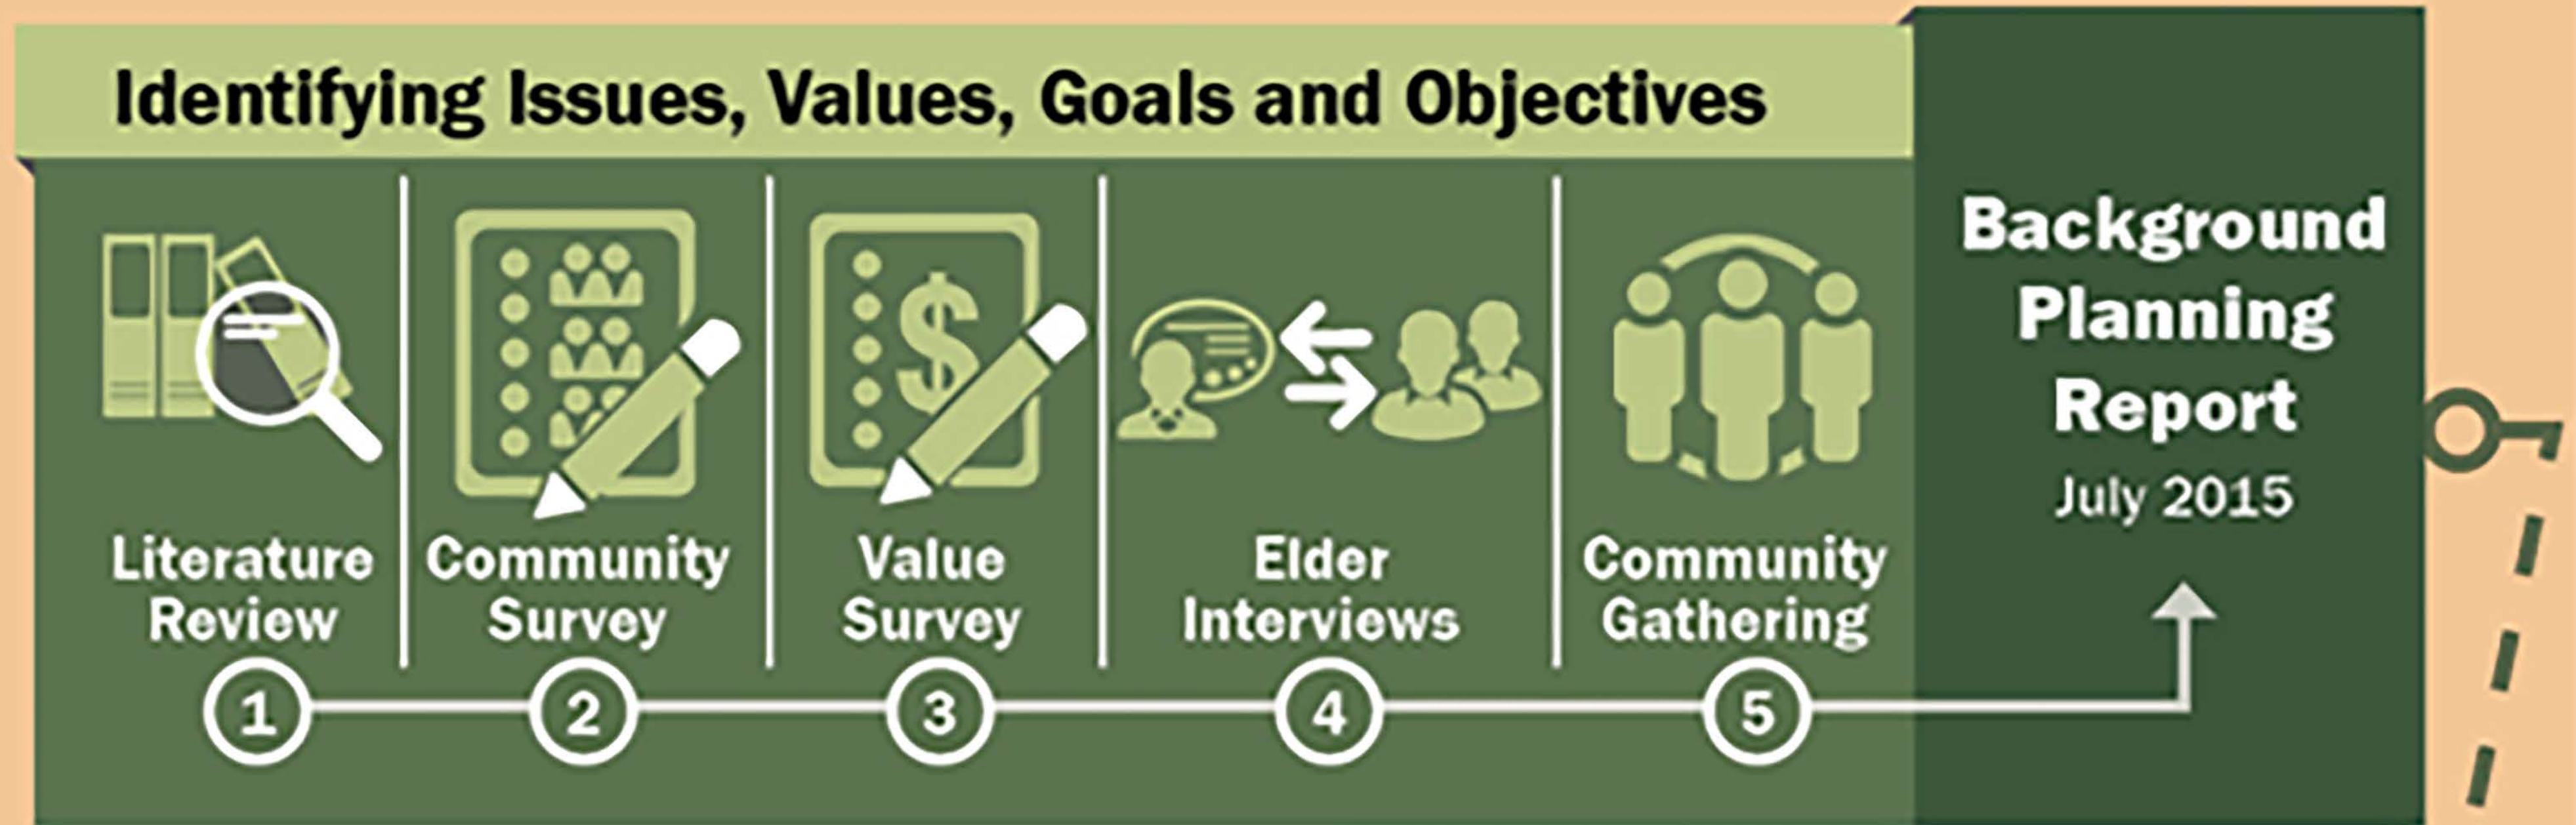 Identifying Issues, Values, Goals and Objectives
Literature
Review
1
Community
Survey
2
$
Value
Survey
3
Elder
Interviews
4
Community
Gathering
5
Background
Planning
Report
July 2015